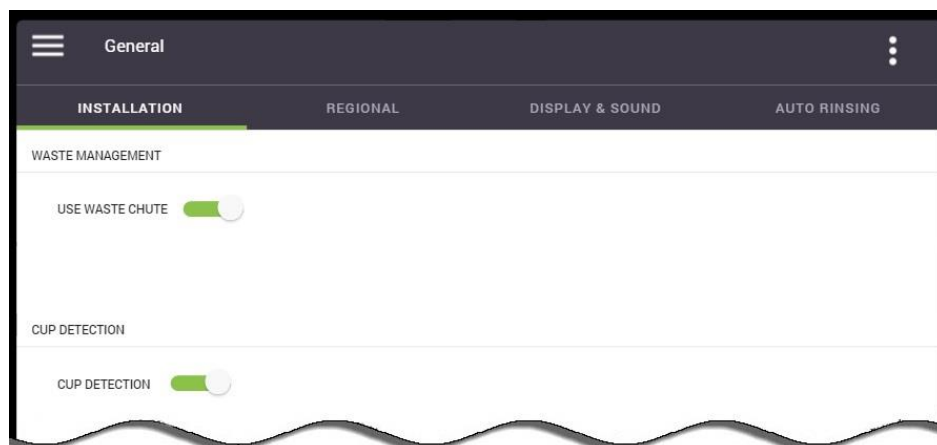 General
INSTALLATION REGIONAL DISPLAY & SOUND AUTO RINSING
WASTE MANAGEMENT
USE WASTE CHUTE
CUP DETECTION
CUP DETECTION